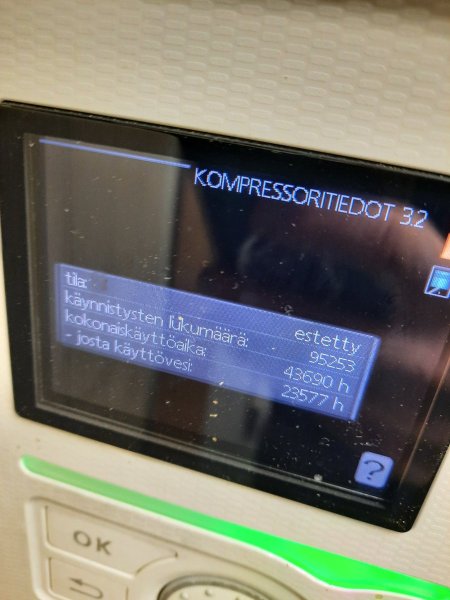 KOMPRESSORITIEDOT 3.2
tila: estetty
käynnistysten lukumäärä: 95253
kokonaiskäyttöaika: 43690 h
- josta käyttövesi: 23577 h
?
OK